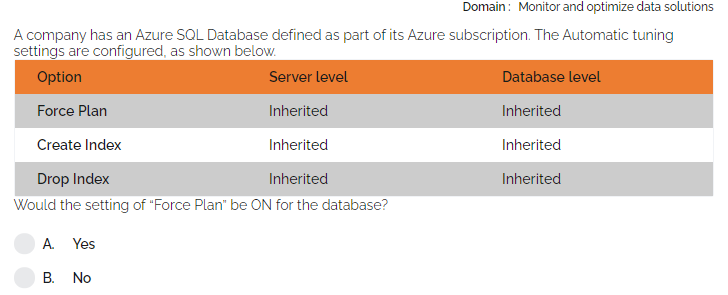 Domain : Monitor and optimize data solutions
A company has an Azure SQL Database defined as part of its Azure subscription. The Automatic tuning
settings are configured, as shown below.
Option Server level Database level
Force Plan Inherited Inherited
Create Index Inherited Inherited
Drop Index Inherited Inherited
Would the setting of “Force Plan” be ON for the database?
A. Yes
B. No